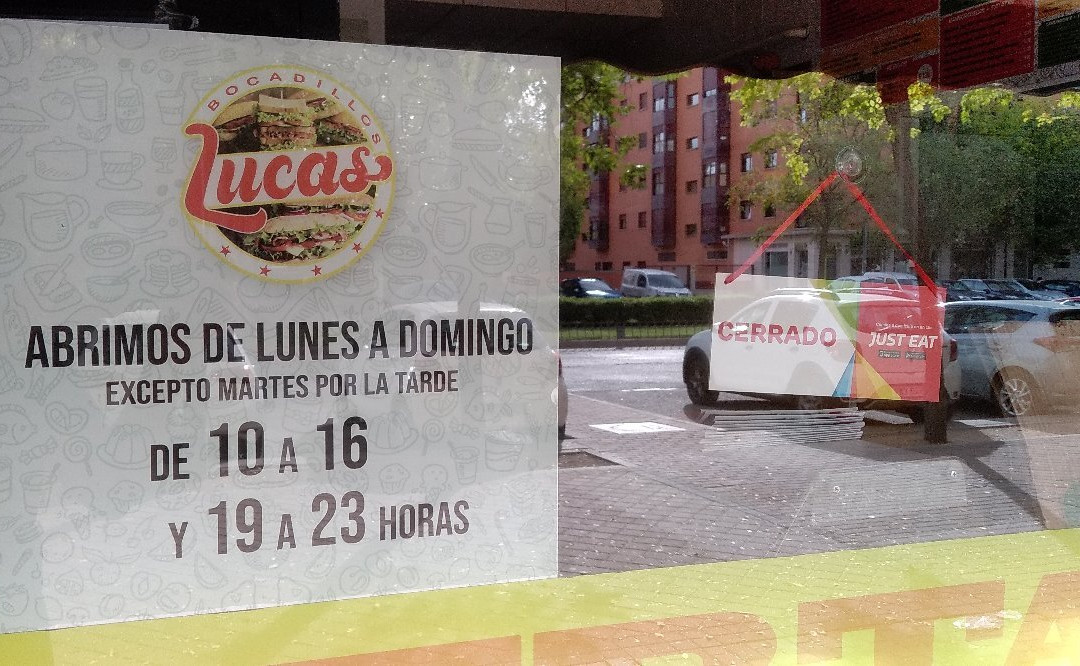 BOCADILLOS
Lucas
ABRIMOS DE LUNES A DOMINGO
EXCEPTO MARTES POR LA TARDE
DE 10 A 16
Y 19 A 23 HORAS
CERRADO
JUST EAT